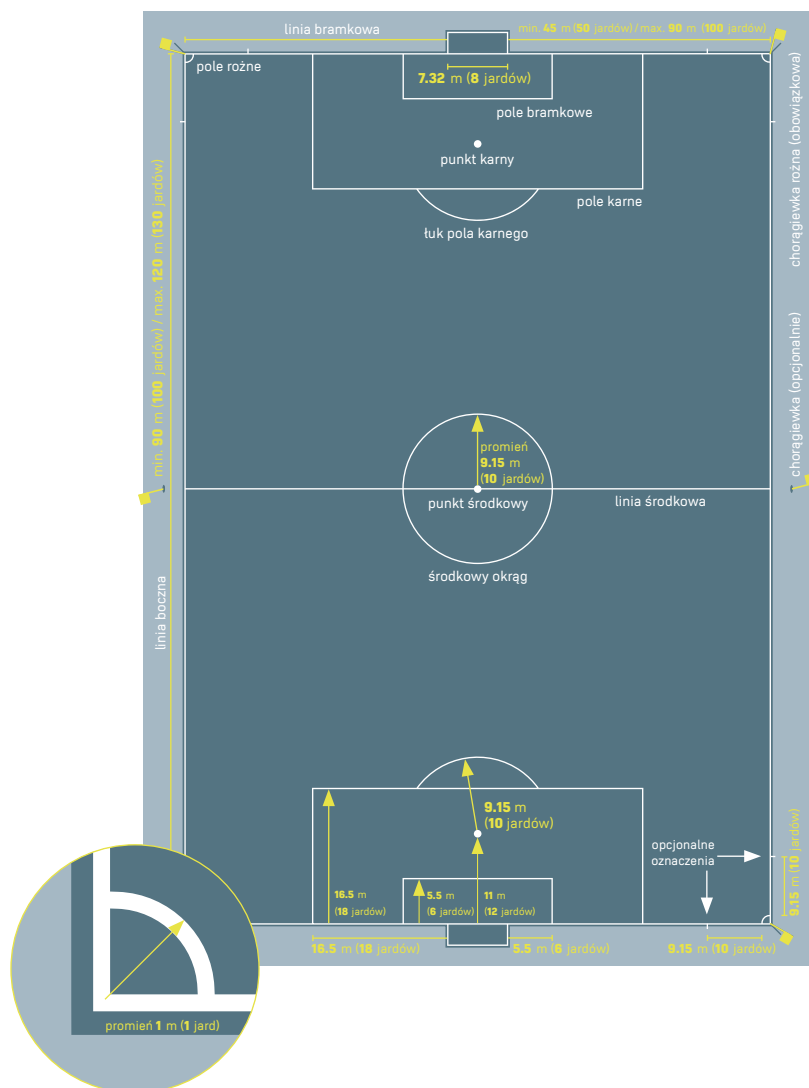 linia bramkowa
min. 45 m (50 jardów)/max. 90 m (100 jardów)
pole rożne
7.32 m (8 jardów)
pole bramkowe
punkt karny
pole karne
łuk pola karnego
chorągiewka rożna (obowiązkowa)
min. 90 m (100 jardów) / max. 120 m (130 jardów)
chorągiewka (opcjonalnie)
promień
9.15 m
(10 jardów)
punkt środkowy
linia środkowa
środkowy okrąg
linia boczna
9.15 m
(10 jardów)
opcjonalne
oznaczenia
9.15 m (10 jardów)
16.5 m
(18 jardów)
5.5 m
(6 jardów)
11 m
(12 jardów)
16.5 m (18 jardów)
5.5 m (6 jardów)
9.15 m (10 jardów)
promień 1 m (1 jard)